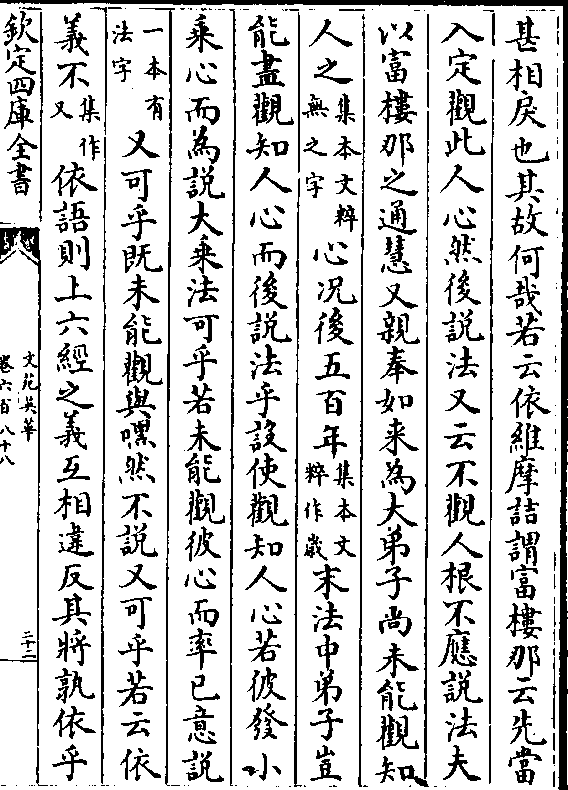 甚相戾也其故何哉若云依維摩詰謂富樓那云先當
入定觀此人心然後說法又云不觀人根不應說法夫
以富樓那之通慧又親奉如来為大弟子尚未能觀知
人之集本文粹無之字心况後五百年集本文粹作歲末法中弟子豈
能盡觀知人心而後說法乎設使觀知人心若彼發小
乘心而為說大乘法可乎若未能觀彼心而率已意說
一本有法字又可乎既未能觀與嘿然不說又可乎若云依
義不集作又依語則上六經之義互相違反其將孰依乎
欽定四庫全書
文苑英華
卷六百八十八
三十二